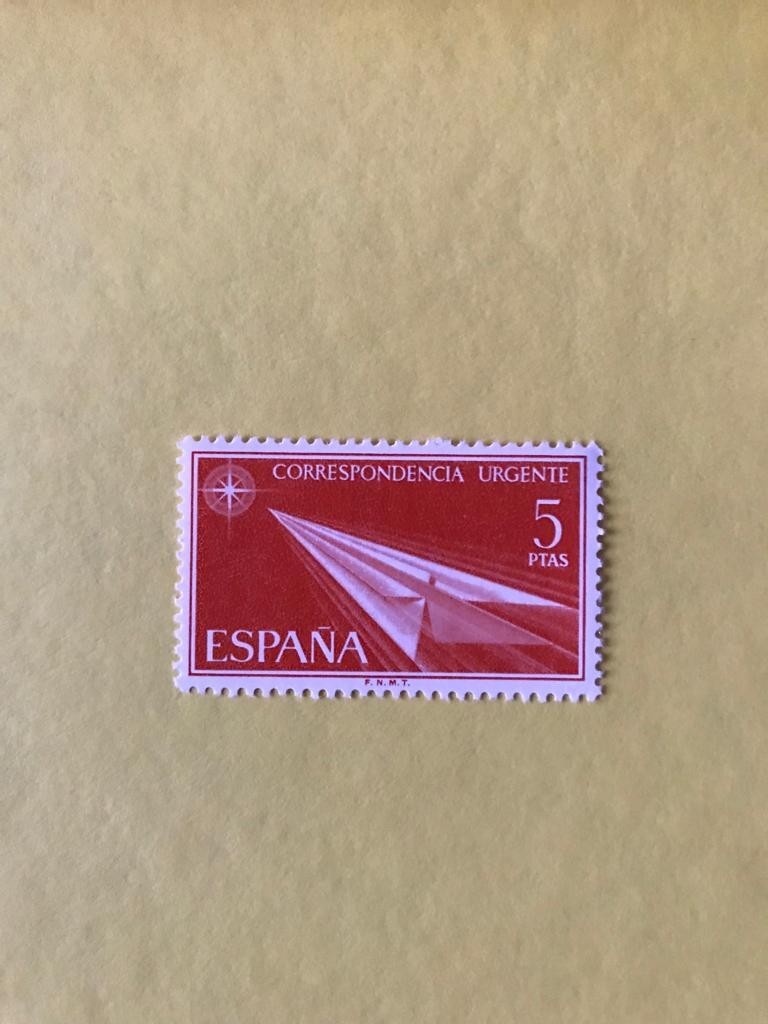 CORRESPONDENCIA URGENTE
5
PTAS
ESPAÑA
F. N. M. T.